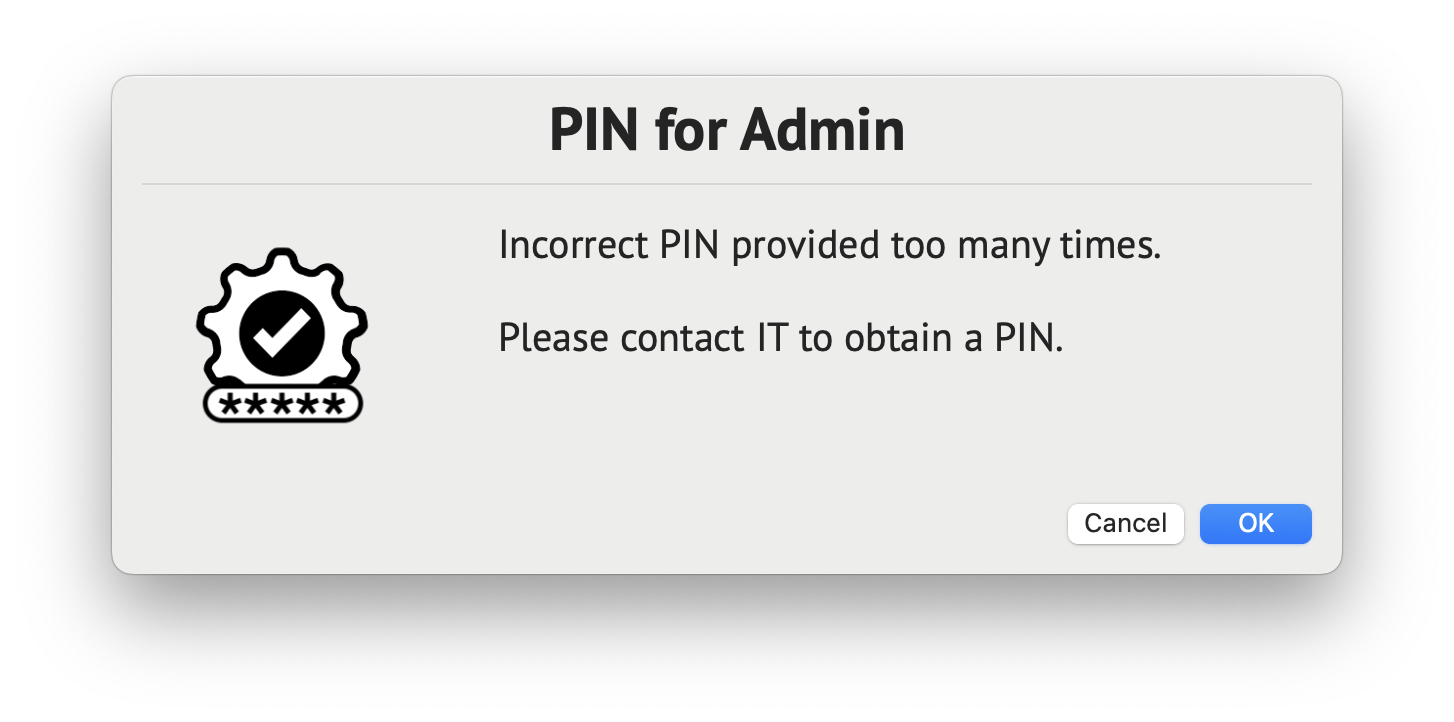 PIN for Admin
Incorrect PIN provided too many times.
Please contact IT to obtain a PIN.
*****
Cancel
OK